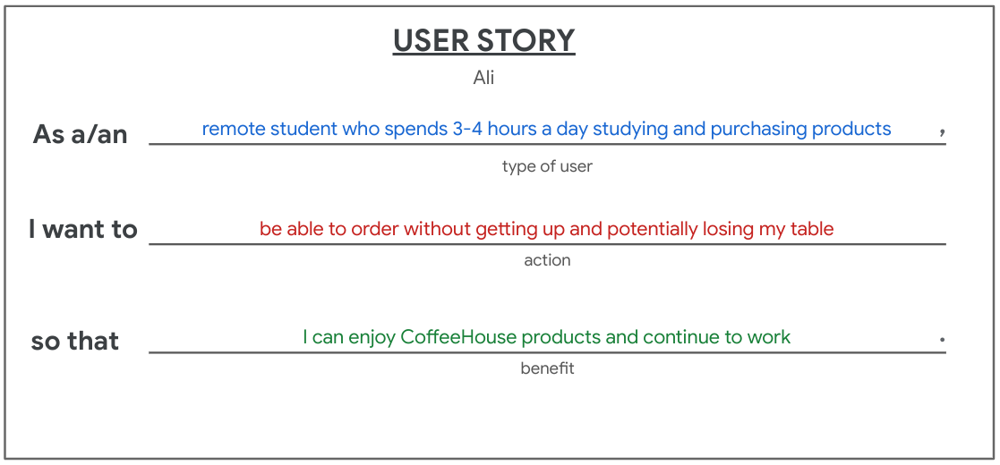 USER STORY
Ali
As a/an remote student who spends 3-4 hours a day studying and purchasing products ,
type of user
I want to be able to order without getting up and potentially losing my table
action
so that I can enjoy CoffeeHouse products and continue to work .
benefit